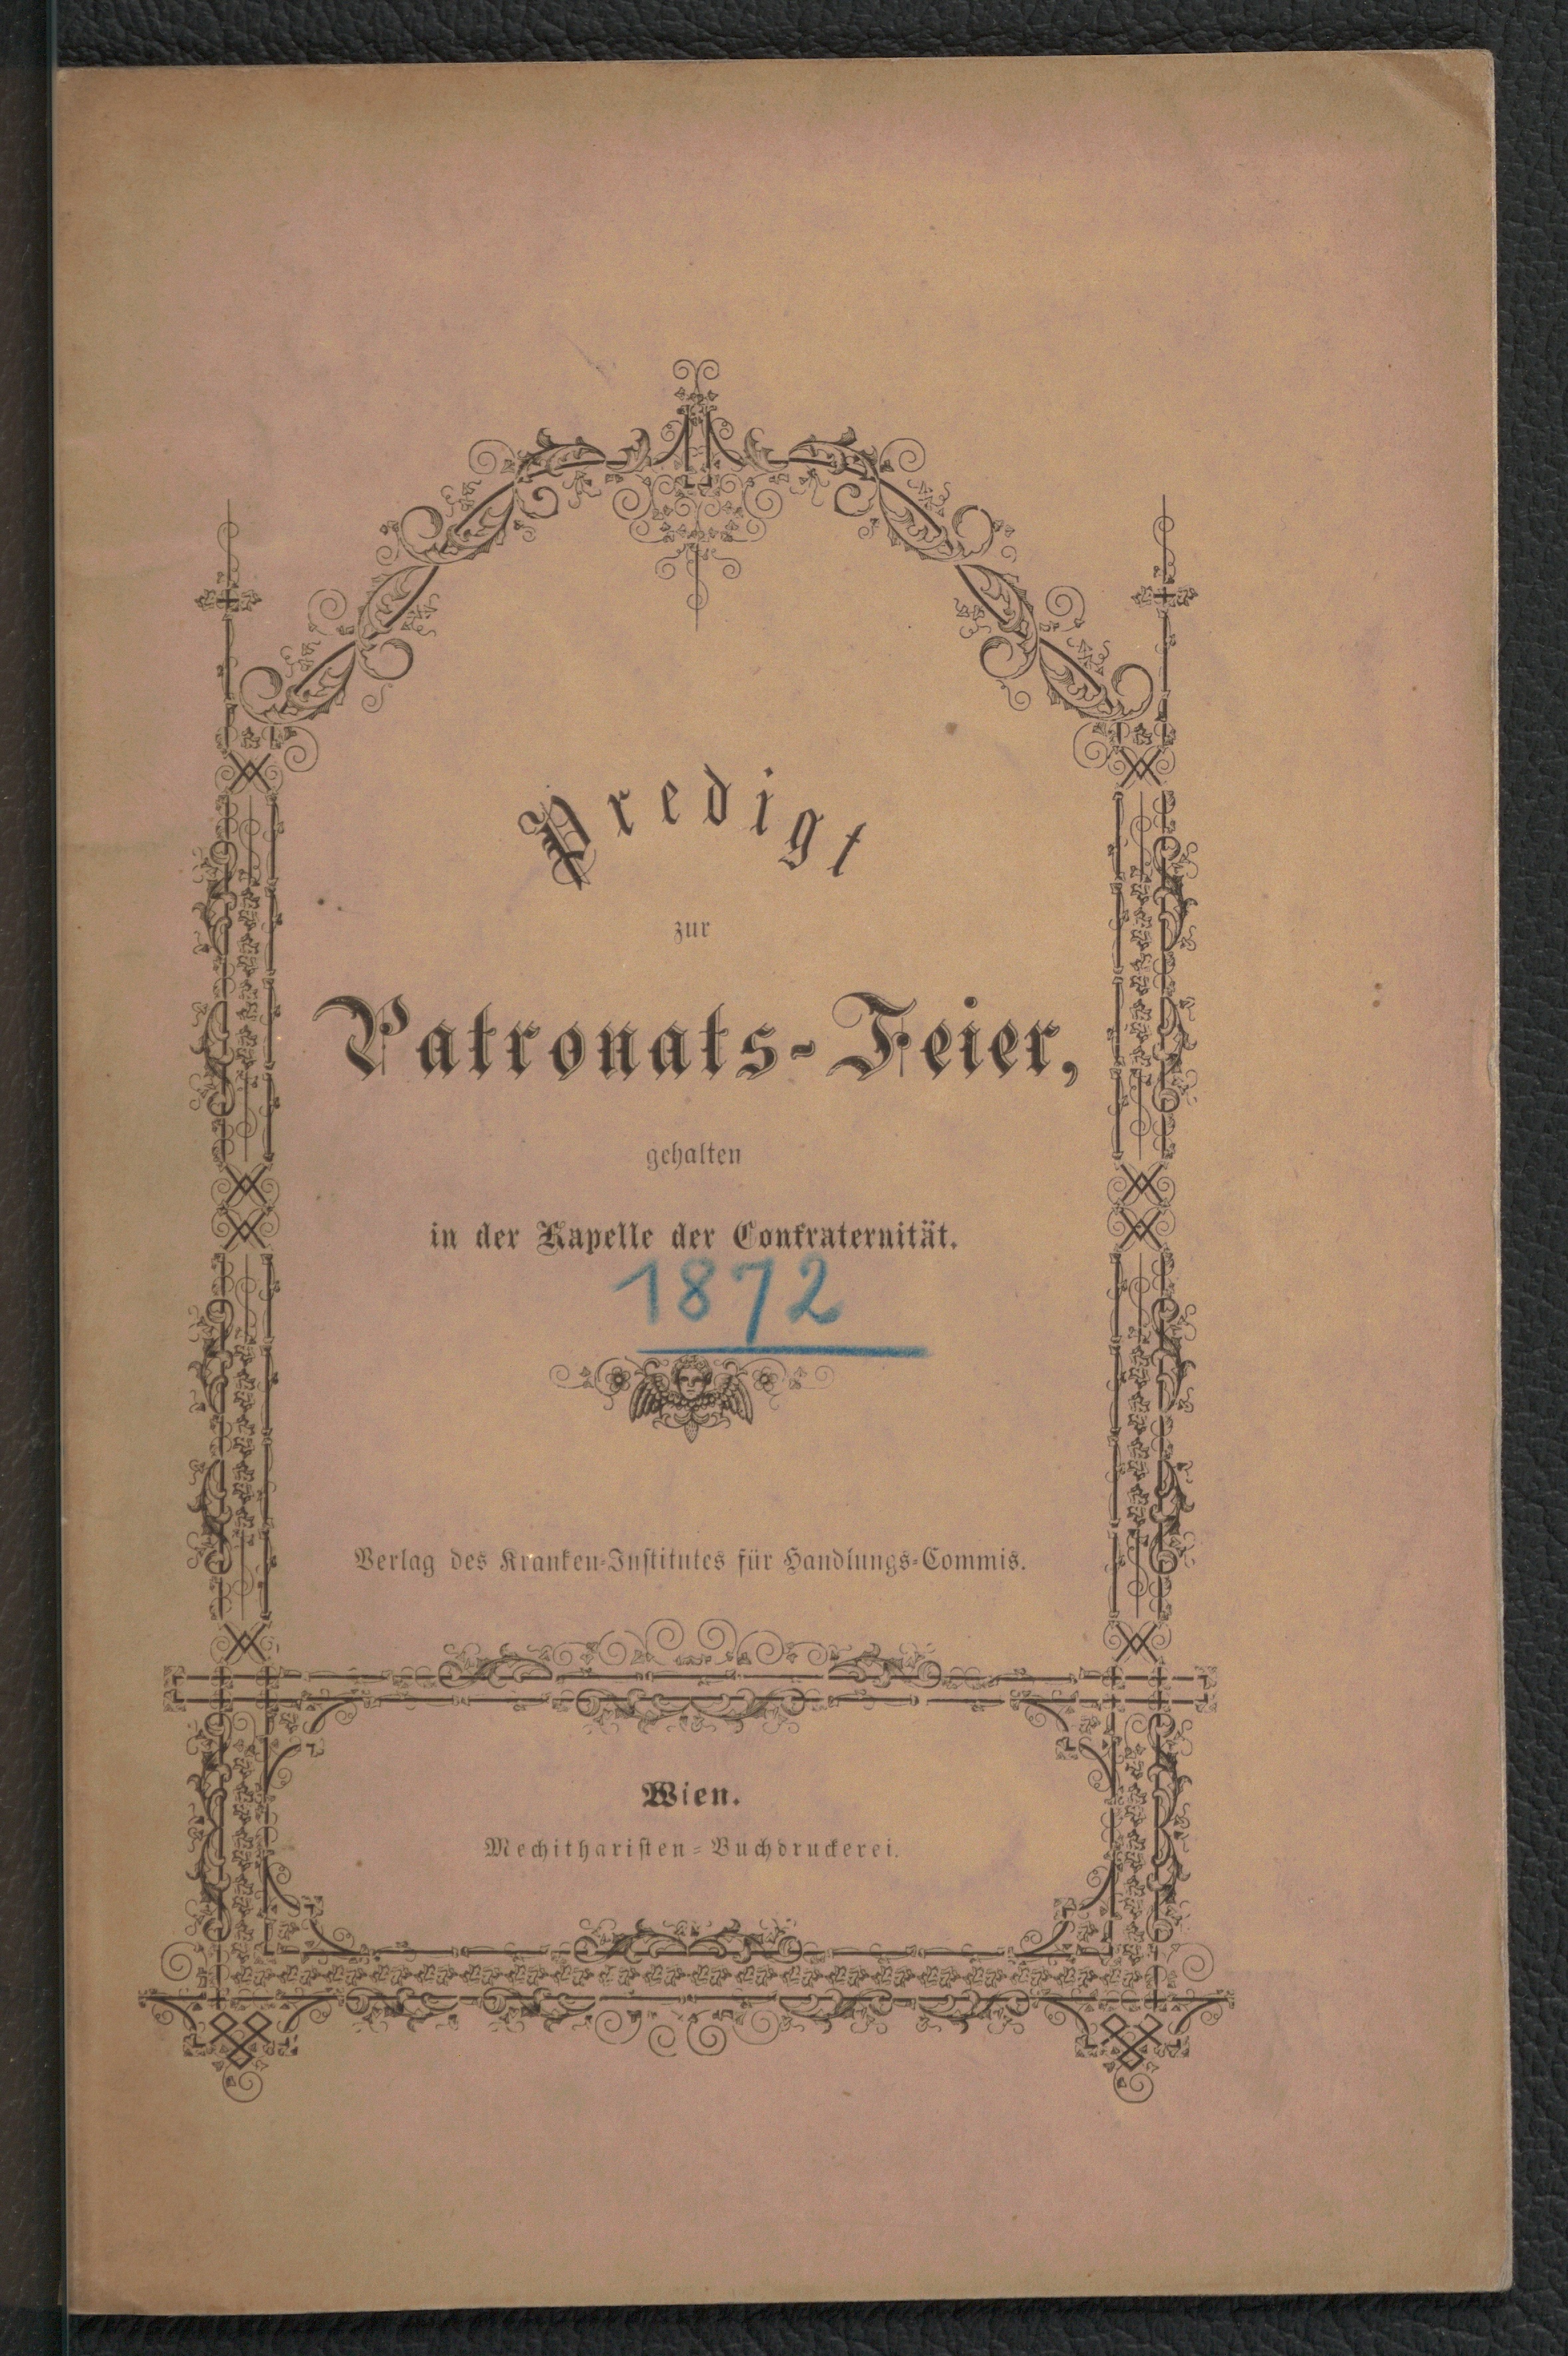 Predigt
zur
Patronats-Feier,
gehalten
in der Kapelle der Confraternität.
1872
Verlag des Kranken-Institutes für Handlungs-Commis.
Wien.
Mechitharisten-Buchdruckerei.